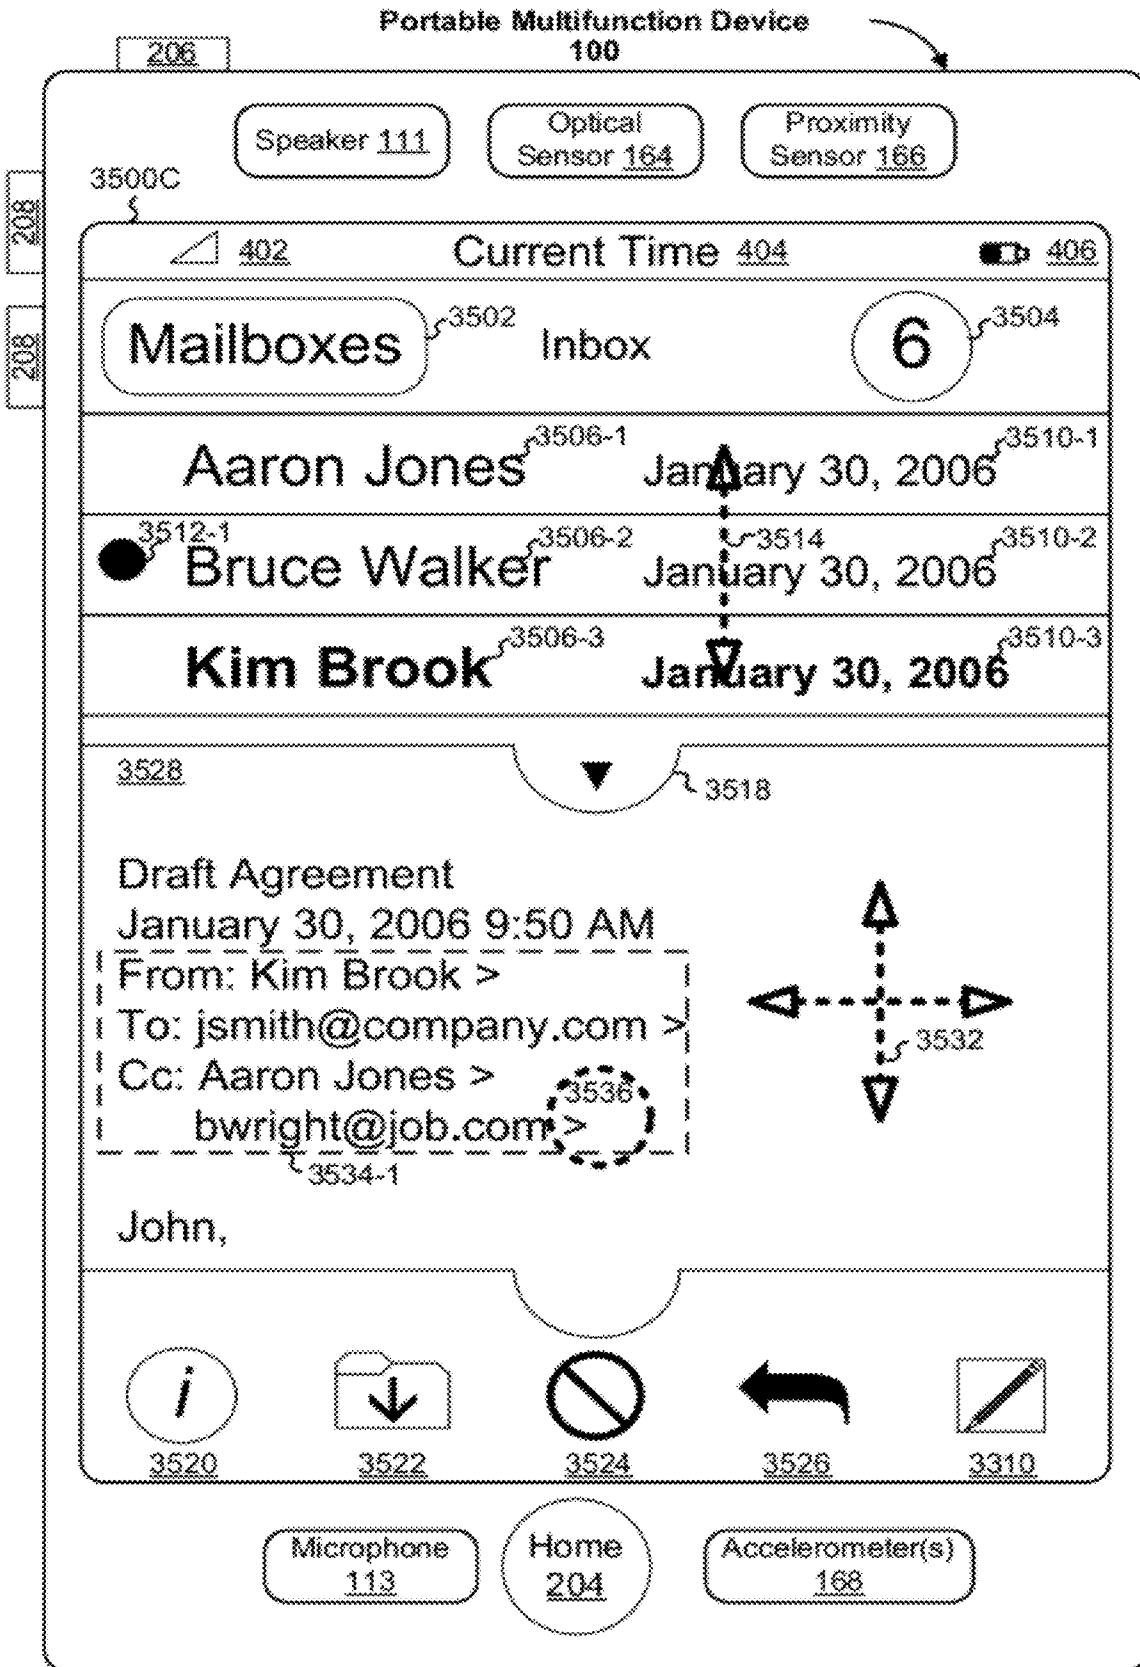 Portable Multifunction Device
100
206
Speaker 111
Optical
Sensor 164
Proximity
Sensor 166
3500C
208
208
402
Current Time 404
406
Mailboxes
3502
Inbox
6
3504
Aaron Jones
3506-1
January 30, 2006
3510-1
3512-1
Bruce Walker
3506-2
3514
January 30, 2006
3510-2
Kim Brook
3506-3
January 30, 2006
3510-3
3528
3518
Draft Agreement
January 30, 2006 9:50 AM
From: Kim Brook >
To: jsmith@company.com >
3532
Cc: Aaron Jones >
3536
bwright@job.com >
3534-1
John,
i
3520
3522
3524
3526
3310
Microphone
113
Home
204
Accelerometer(s)
168